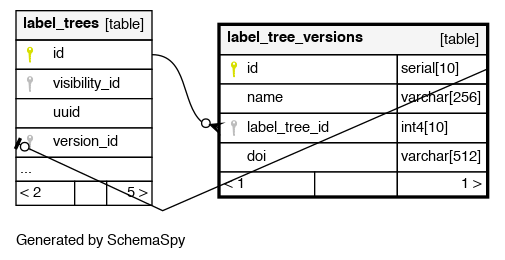 label_trees [table]
id
visibility_id
uuid
version_id
...
< 2 5 >
label_tree_versions [table]
id serial[10]
name varchar[256]
label_tree_id int4[10]
doi varchar[512]
< 1 1 >
Generated by SchemaSpy